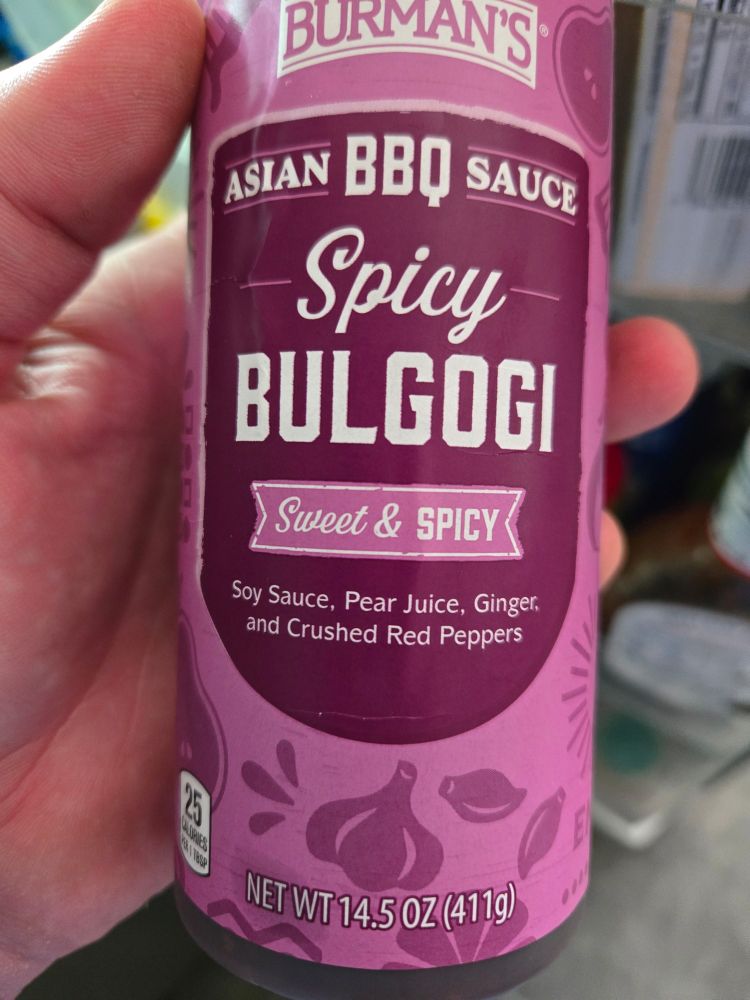 BURMAN'S®
ASIAN BBQ SAUCE
Spicy
BULGOGI
Sweet & SPICY
Soy Sauce, Pear Juice, Ginger,
and Crushed Red Peppers
25
CALORIES
PER 1 TBSP
NET WT 14.5 OZ (411g)